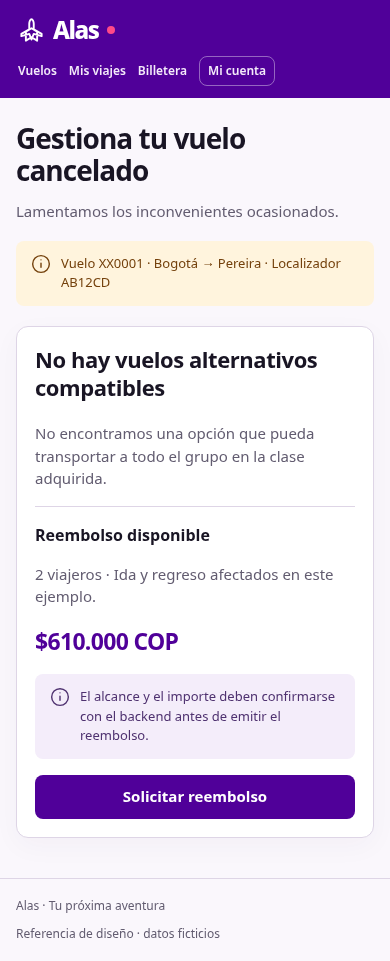 Alas
Vuelos Mis viajes Billetera Mi cuenta
Gestiona tu vuelo
cancelado
Lamentamos los inconvenientes ocasionados.
Vuelo XX0001 · Bogotá → Pereira · Localizador
AB12CD
No hay vuelos alternativos
compatibles
No encontramos una opción que pueda
transportar a todo el grupo en la clase
adquirida.
Reembolso disponible
2 viajeros · Ida y regreso afectados en este
ejemplo.
$610.000 COP
El alcance y el importe deben confirmarse
con el backend antes de emitir el
reembolso.
Solicitar reembolso
Alas · Tu próxima aventura
Referencia de diseño · datos ficticios